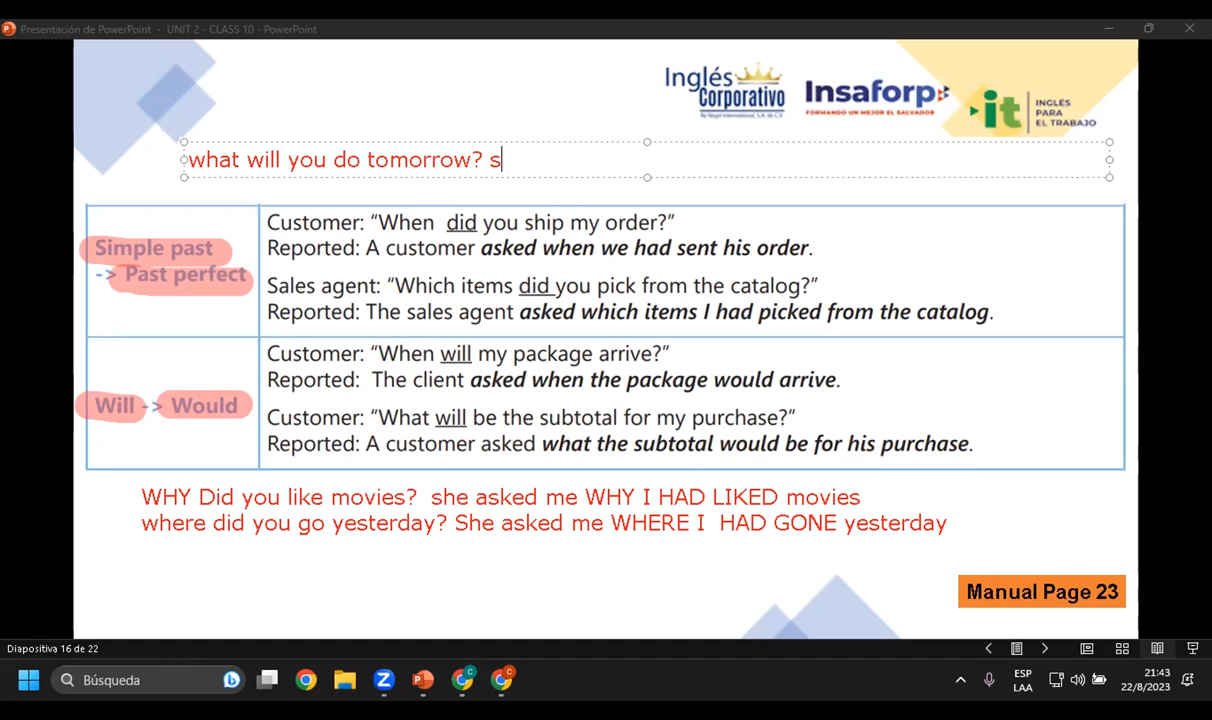 Presentación de PowerPoint - UNIT 2 - CLASS 10 - PowerPoint
Inglés
Corporativo
By Regal International, S.A. de C.V.
Insaforp
FORMANDO UN MEJOR EL SALVADOR
it
INGLÉS
PARA
EL TRABAJO
what will you do tomorrow? s
Simple past
-> Past perfect
Customer: “When did you ship my order?”
Reported: A customer asked when we had sent his order.
Sales agent: “Which items did you pick from the catalog?”
Reported: The sales agent asked which items I had picked from the catalog.
Will -> Would
Customer: “When will my package arrive?”
Reported: The client asked when the package would arrive.
Customer: “What will be the subtotal for my purchase?”
Reported: A customer asked what the subtotal would be for his purchase.
WHY Did you like movies? she asked me WHY I HAD LIKED movies
where did you go yesterday? She asked me WHERE I HAD GONE yesterday
Manual Page 23
Diapositiva 16 de 22
Búsqueda
ESP
LAA
21:43
22/8/2023